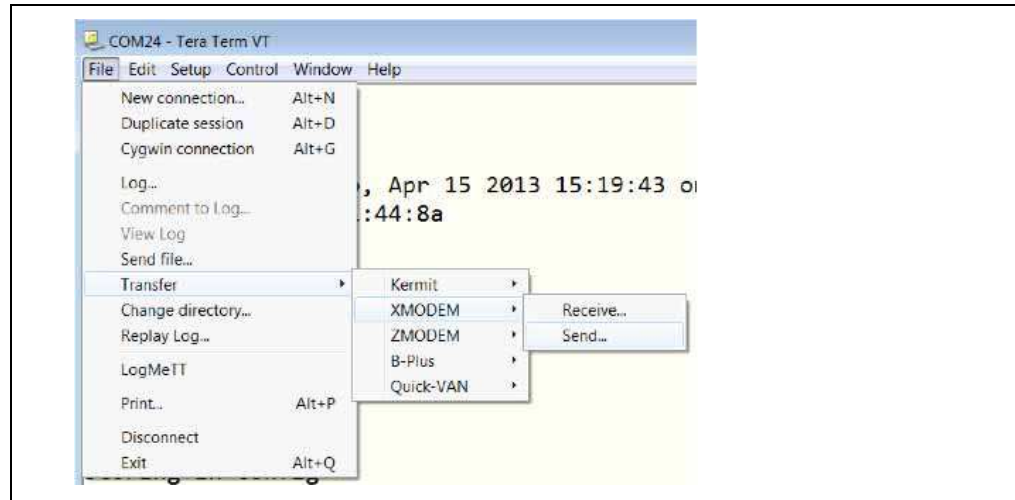 COM24 - Tera Term VT
File Edit Setup Control Window Help
New connection... Alt+N
Duplicate session Alt+D
Cygwin connection Alt+G
Log...
Comment to Log...
View Log
Send file...
Transfer
Change directory...
Replay Log...
LogMeTT
Print... Alt+P
Disconnect
Exit Alt+Q
, Apr 15 2013 15:19:43 on
:44:8a
Kermit
XMODEM
ZMODEM
B-Plus
Quick-VAN
Receive...
Send...